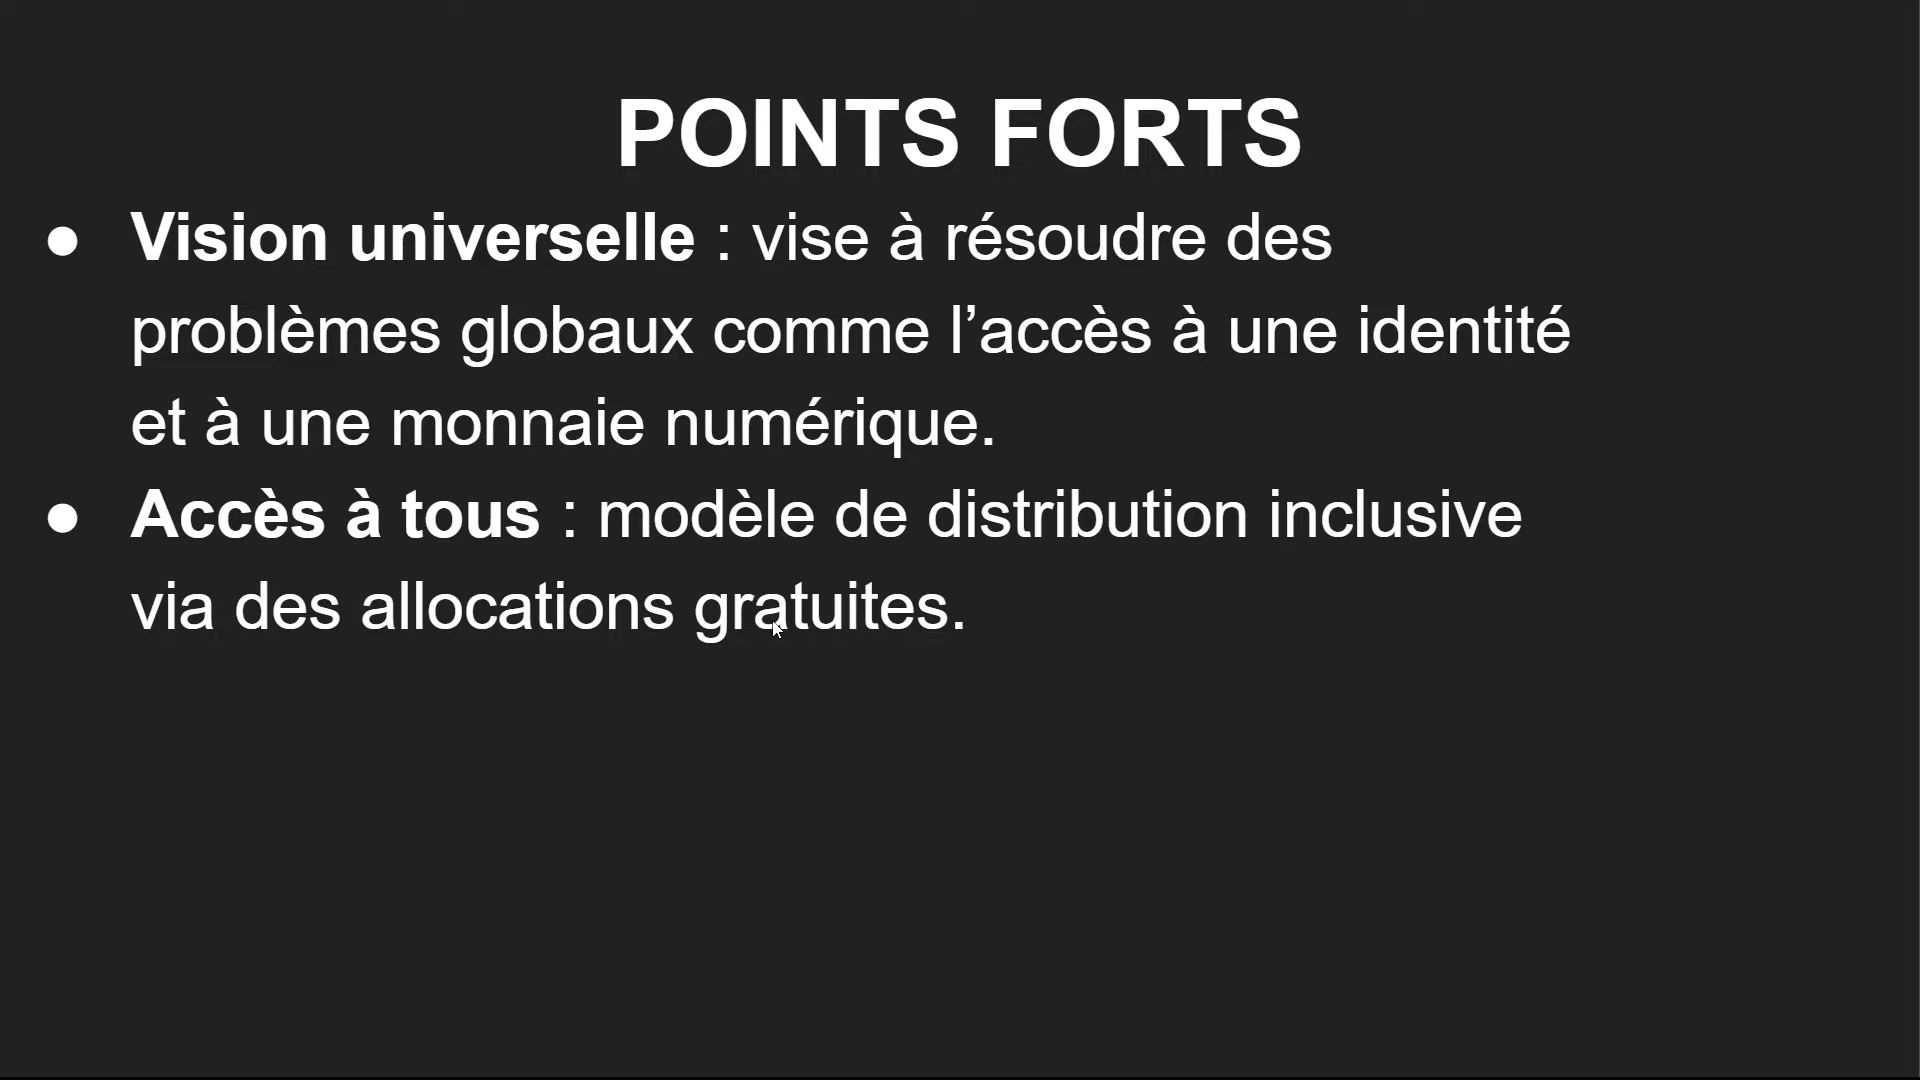 POINTS FORTS
● Vision universelle : vise à résoudre des
problèmes globaux comme l’accès à une identité
et à une monnaie numérique.
● Accès à tous : modèle de distribution inclusive
via des allocations gratuites.